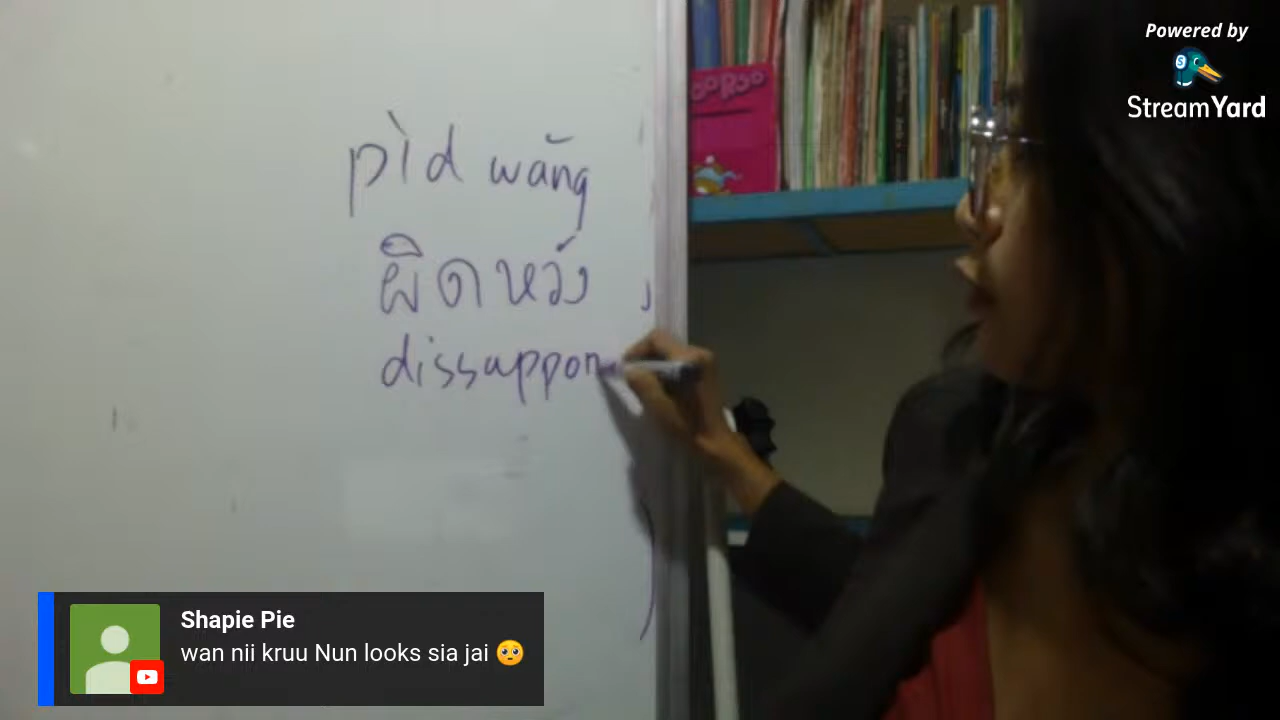 Powered by
StreamYard
pìd wăng
ผิดหวัง
dissappon
Shapie Pie
wan nii kruu Nun looks sia jai 🥺